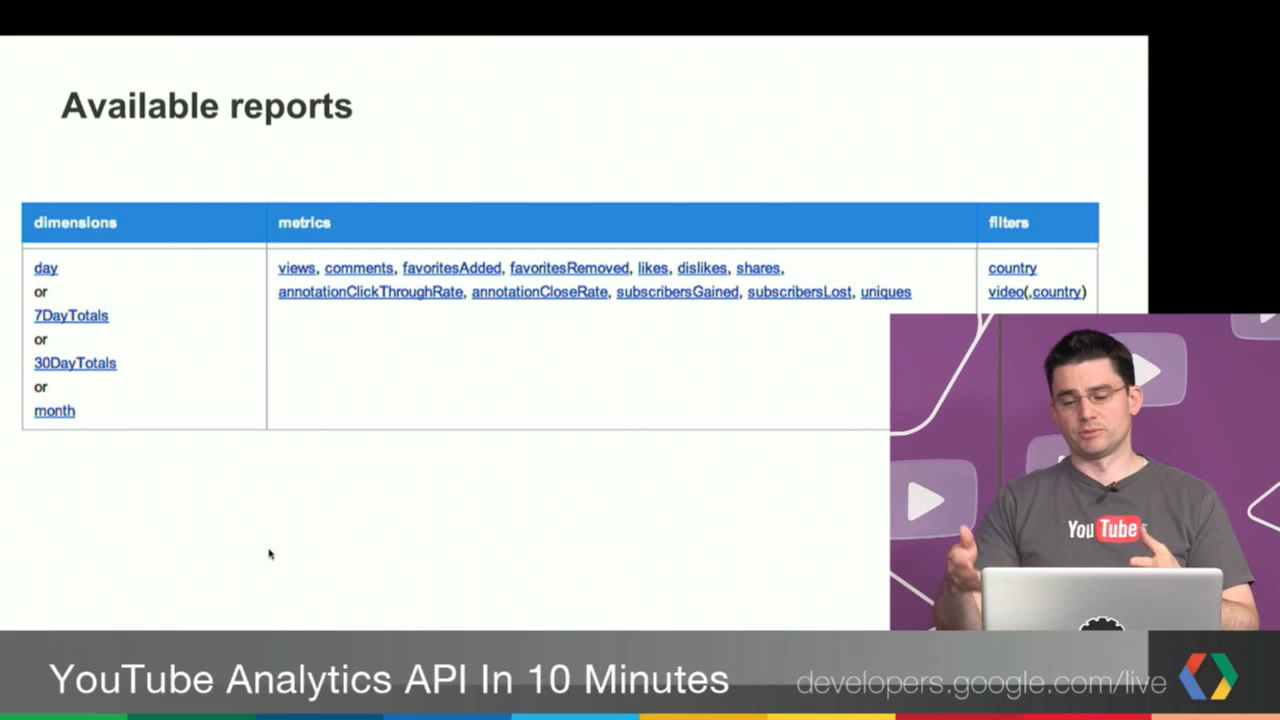 Available reports
dimensions metrics filters
day
or
7DayTotals
or
30DayTotals
or
month
views, comments, favoritesAdded, favoritesRemoved, likes, dislikes, shares,
annotationClickThroughRate, annotationCloseRate, subscribersGained, subscribersLost, uniques
country
video(,country)
YouTube
YouTube Analytics API In 10 Minutes
developers.google.com/live